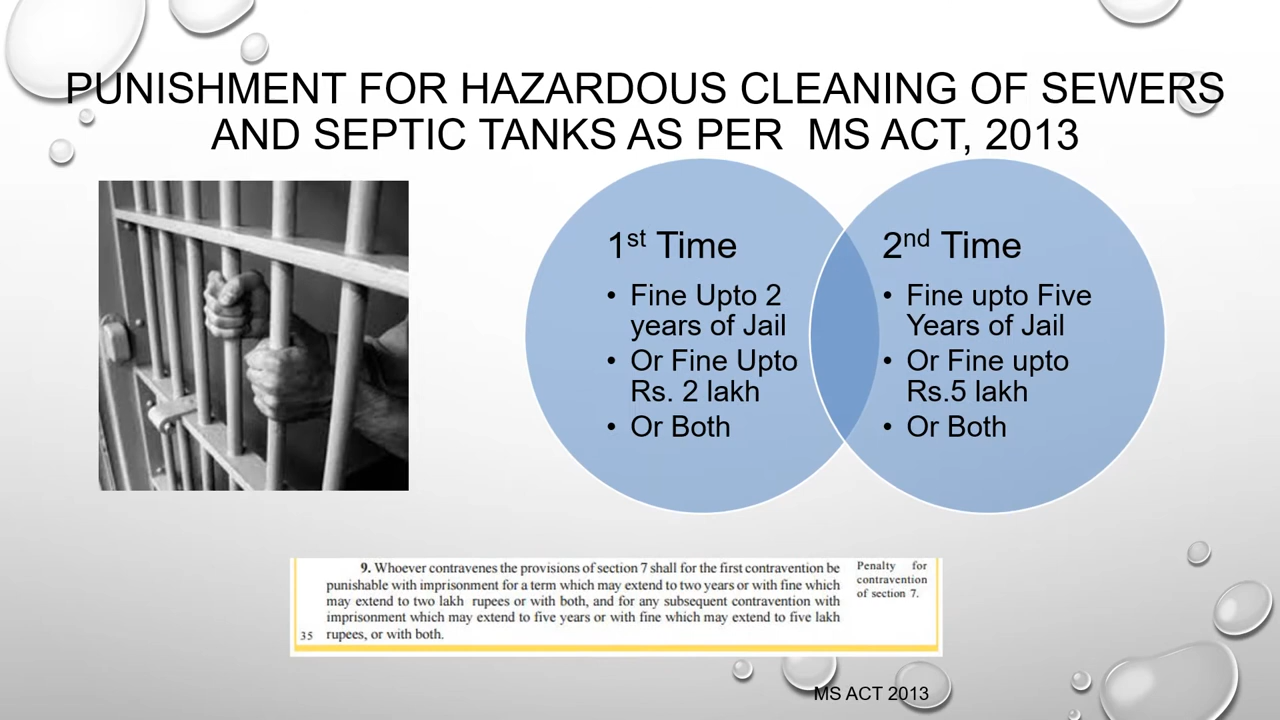 PUNISHMENT FOR HAZARDOUS CLEANING OF SEWERS
AND SEPTIC TANKS AS PER MS ACT, 2013
1st Time
• Fine Upto 2
years of Jail
• Or Fine Upto
Rs. 2 lakh
• Or Both
2nd Time
• Fine upto Five
Years of Jail
• Or Fine upto
Rs.5 lakh
• Or Both
9. Whoever contravenes the provisions of section 7 shall for the first contravention be
punishable with imprisonment for a term which may extend to two years or with fine which
may extend to two lakh rupees or with both, and for any subsequent contravention with
imprisonment which may extend to five years or with fine which may extend to five lakh
35 rupees, or with both.
Penalty for
contravention
of section 7.
MS ACT 2013